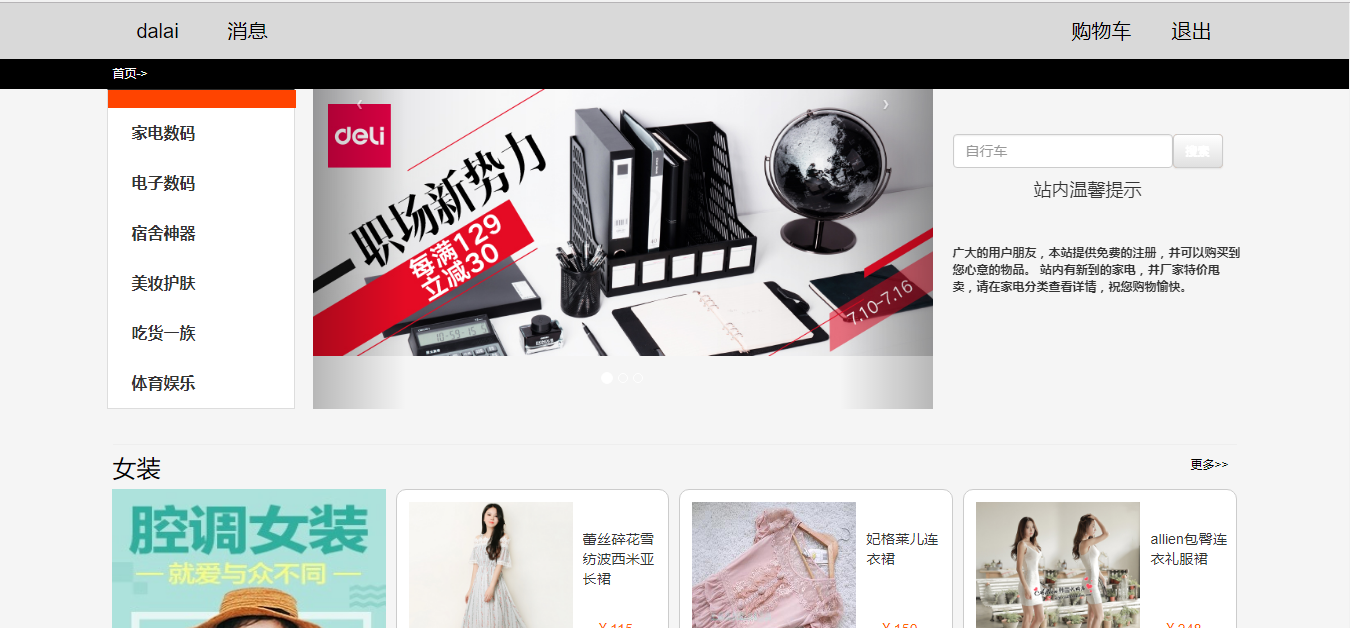 dalai
消息
购物车
退出
首页->
家电数码
电子数码
宿舍神器
美妆护肤
吃货一族
体育娱乐
deli
职场新势力
每满129
立减30
7.10-7.16
自行车
搜索
站内温馨提示
广大的用户朋友，本站提供免费的注册，并可以购买到
您心意的物品。 站内有新到的家电，并厂家特价甩
卖，请在家电分类查看详情，祝您购物愉快。
女装
更多>>
腔调女装
— 就爱与众不同 —
蕾丝碎花雪
纺波西米亚
长裙
妃格莱儿连
衣裙
allien包臀连
衣礼服裙